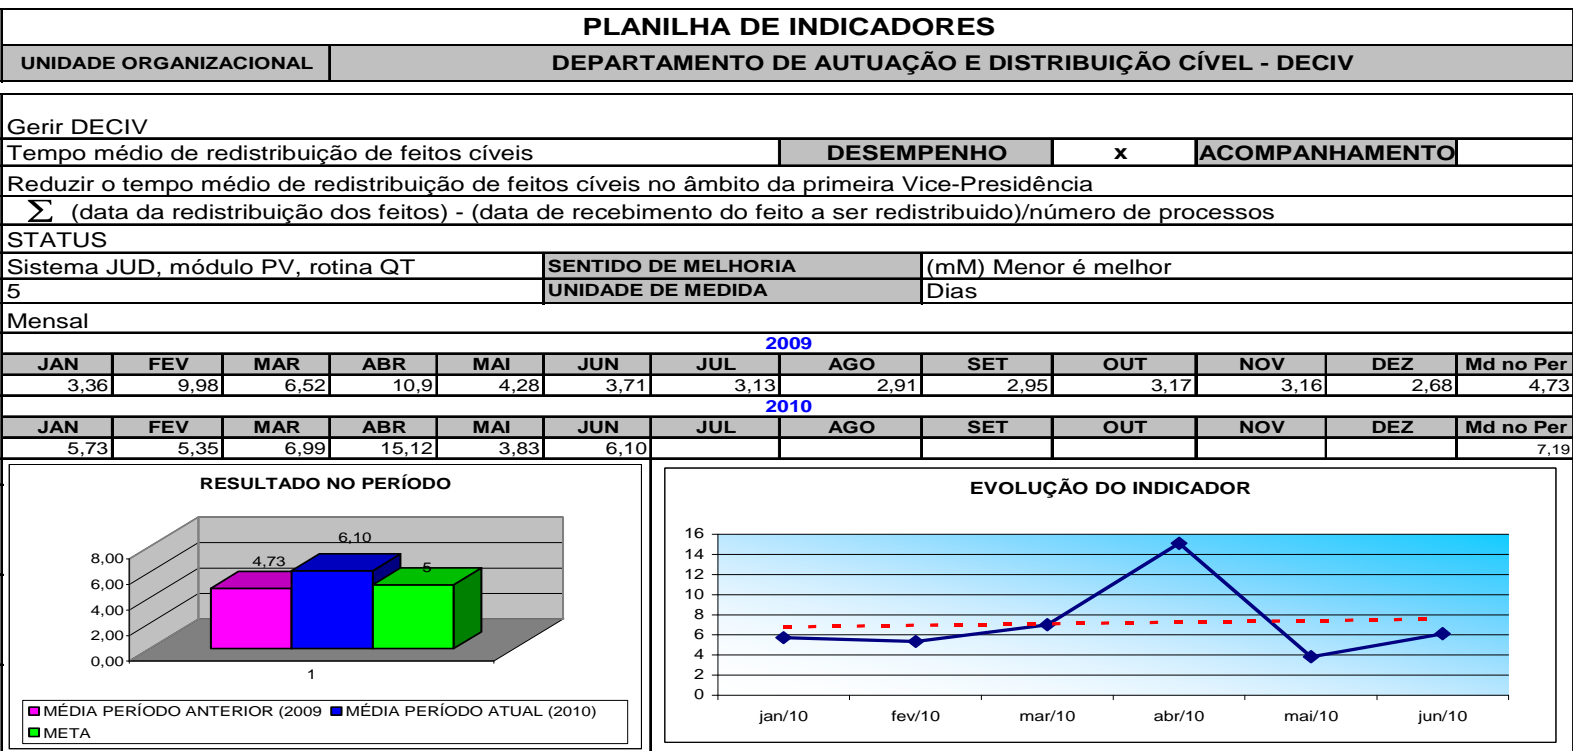 PLANILHA DE INDICADORES
UNIDADE ORGANIZACIONAL DEPARTAMENTO DE AUTUAÇÃO E DISTRIBUIÇÃO CÍVEL - DECIV
Gerir DECIV
Tempo médio de redistribuição de feitos cíveis DESEMPENHO x ACOMPANHAMENTO
Reduzir o tempo médio de redistribuição de feitos cíveis no âmbito da primeira Vice-Presidência
Σ (data da redistribuição dos feitos) - (data de recebimento do feito a ser redistribuido)/número de processos
STATUS
Sistema JUD, módulo PV, rotina QT SENTIDO DE MELHORIA (mM) Menor é melhor
5 UNIDADE DE MEDIDA Dias
Mensal
2009
JAN FEV MAR ABR MAI JUN JUL AGO SET OUT NOV DEZ Md no Per
3,36 9,98 6,52 10,9 4,28 3,71 3,13 2,91 2,95 3,17 3,16 2,68 4,73
2010
JAN FEV MAR ABR MAI JUN JUL AGO SET OUT NOV DEZ Md no Per
5,73 5,35 6,99 15,12 3,83 6,10 7,19
RESULTADO NO PERÍODO
8,00
6,00
4,00
2,00
0,00
4,73
6,10
5
1
MÉDIA PERÍODO ANTERIOR (2009 MÉDIA PERÍODO ATUAL (2010)
META
EVOLUÇÃO DO INDICADOR
16
14
12
10
8
6
4
2
0
jan/10 fev/10 mar/10 abr/10 mai/10 jun/10